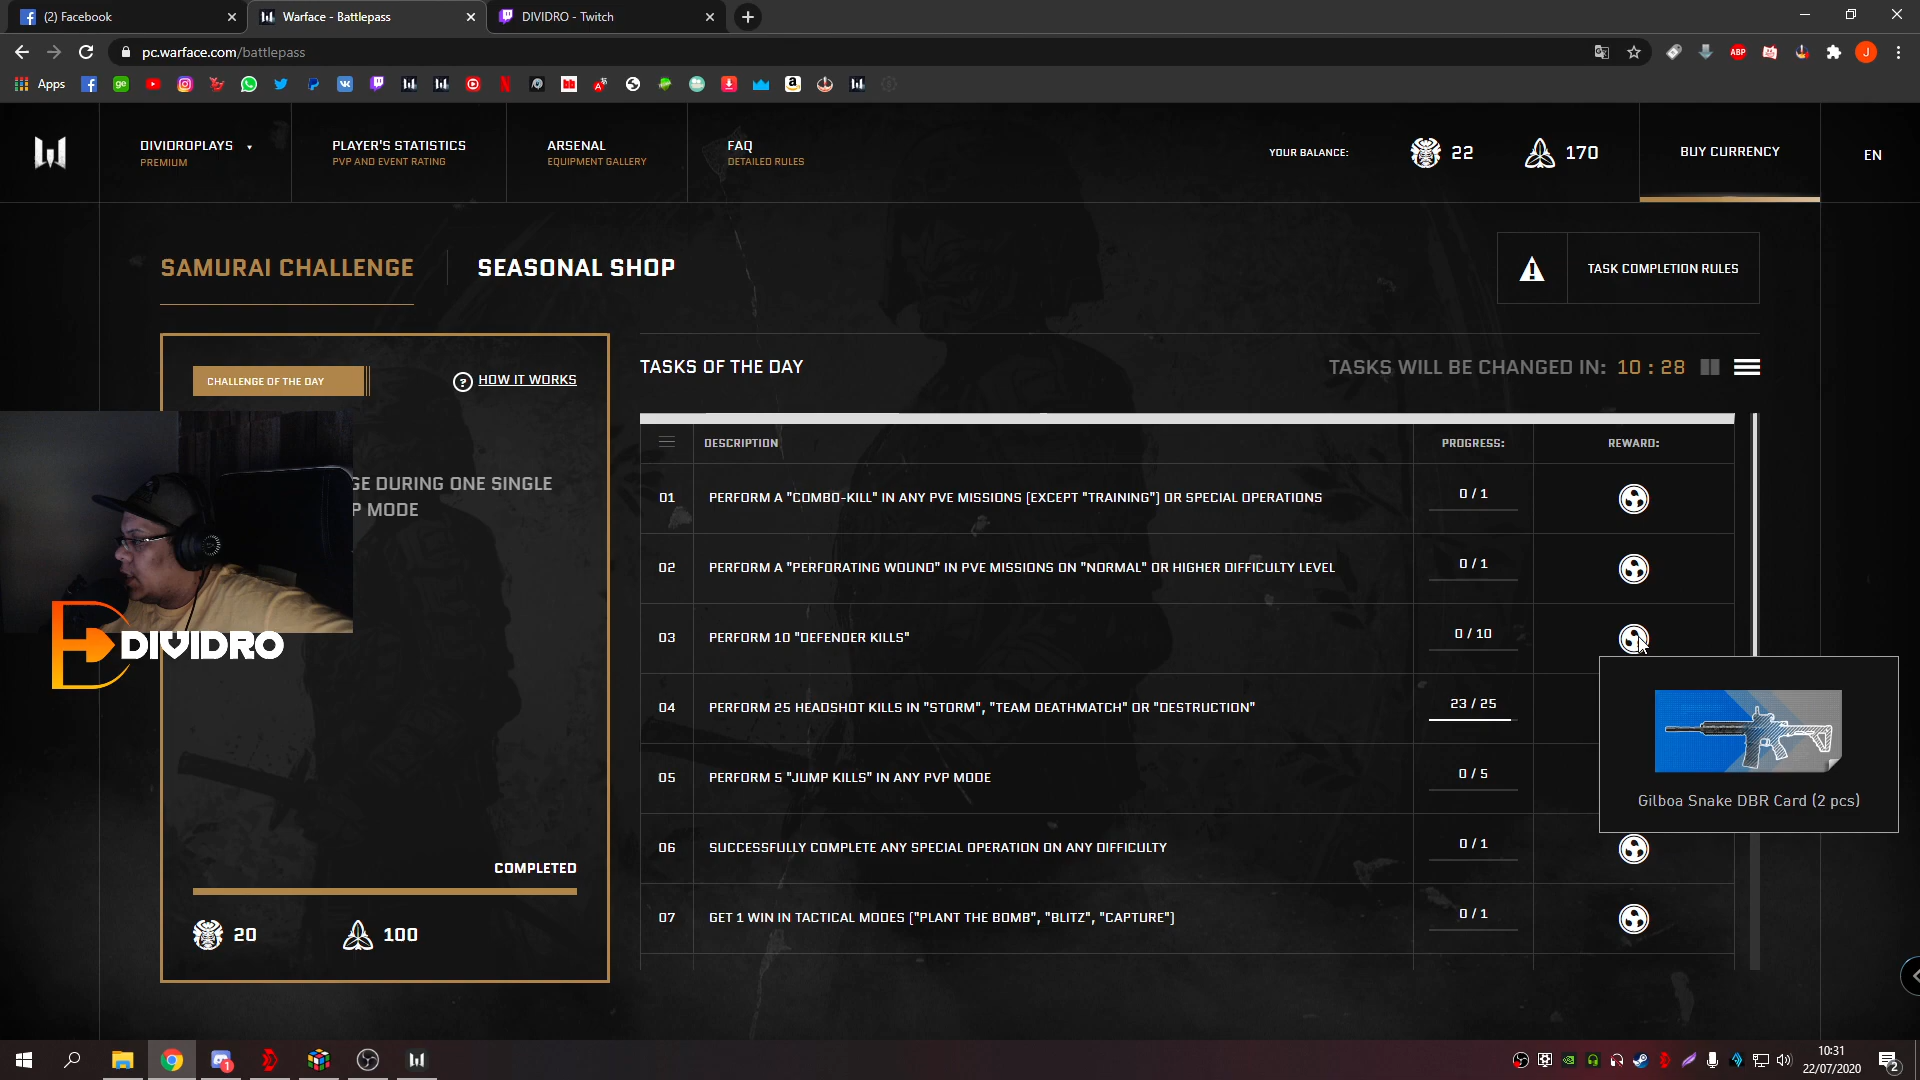 (2) Facebook
Warface - Battlepass
DIVIDRO - Twitch
pc.warface.com/battlepass
ABP
J
Apps
DIVIDROPLAYS
PREMIUM
PLAYER'S STATISTICS
PVP AND EVENT RATING
ARSENAL
EQUIPMENT GALLERY
FAQ
DETAILED RULES
YOUR BALANCE:
22
170
BUY CURRENCY
EN
SAMURAI CHALLENGE
SEASONAL SHOP
TASK COMPLETION RULES
CHALLENGE OF THE DAY
? HOW IT WORKS
DURING ONE SINGLE
MODE
DIVIDRO
COMPLETED
20
100
TASKS OF THE DAY
TASKS WILL BE CHANGED IN: 10 : 28
DESCRIPTION
PROGRESS:
REWARD:
01 PERFORM A "COMBO-KILL" IN ANY PVE MISSIONS (EXCEPT "TRAINING") OR SPECIAL OPERATIONS 0 / 1
02 PERFORM A "PERFORATING WOUND" IN PVE MISSIONS ON "NORMAL" OR HIGHER DIFFICULTY LEVEL 0 / 1
03 PERFORM 10 "DEFENDER KILLS" 0 / 10
04 PERFORM 25 HEADSHOT KILLS IN "STORM", "TEAM DEATHMATCH" OR "DESTRUCTION" 23 / 25
05 PERFORM 5 "JUMP KILLS" IN ANY PVP MODE 0 / 5
Gilboa Snake DBR Card (2 pcs)
06 SUCCESSFULLY COMPLETE ANY SPECIAL OPERATION ON ANY DIFFICULTY 0 / 1
07 GET 1 WIN IN TACTICAL MODES ("PLANT THE BOMB", "BLITZ", "CAPTURE") 0 / 1
10:31
22/07/2020
2